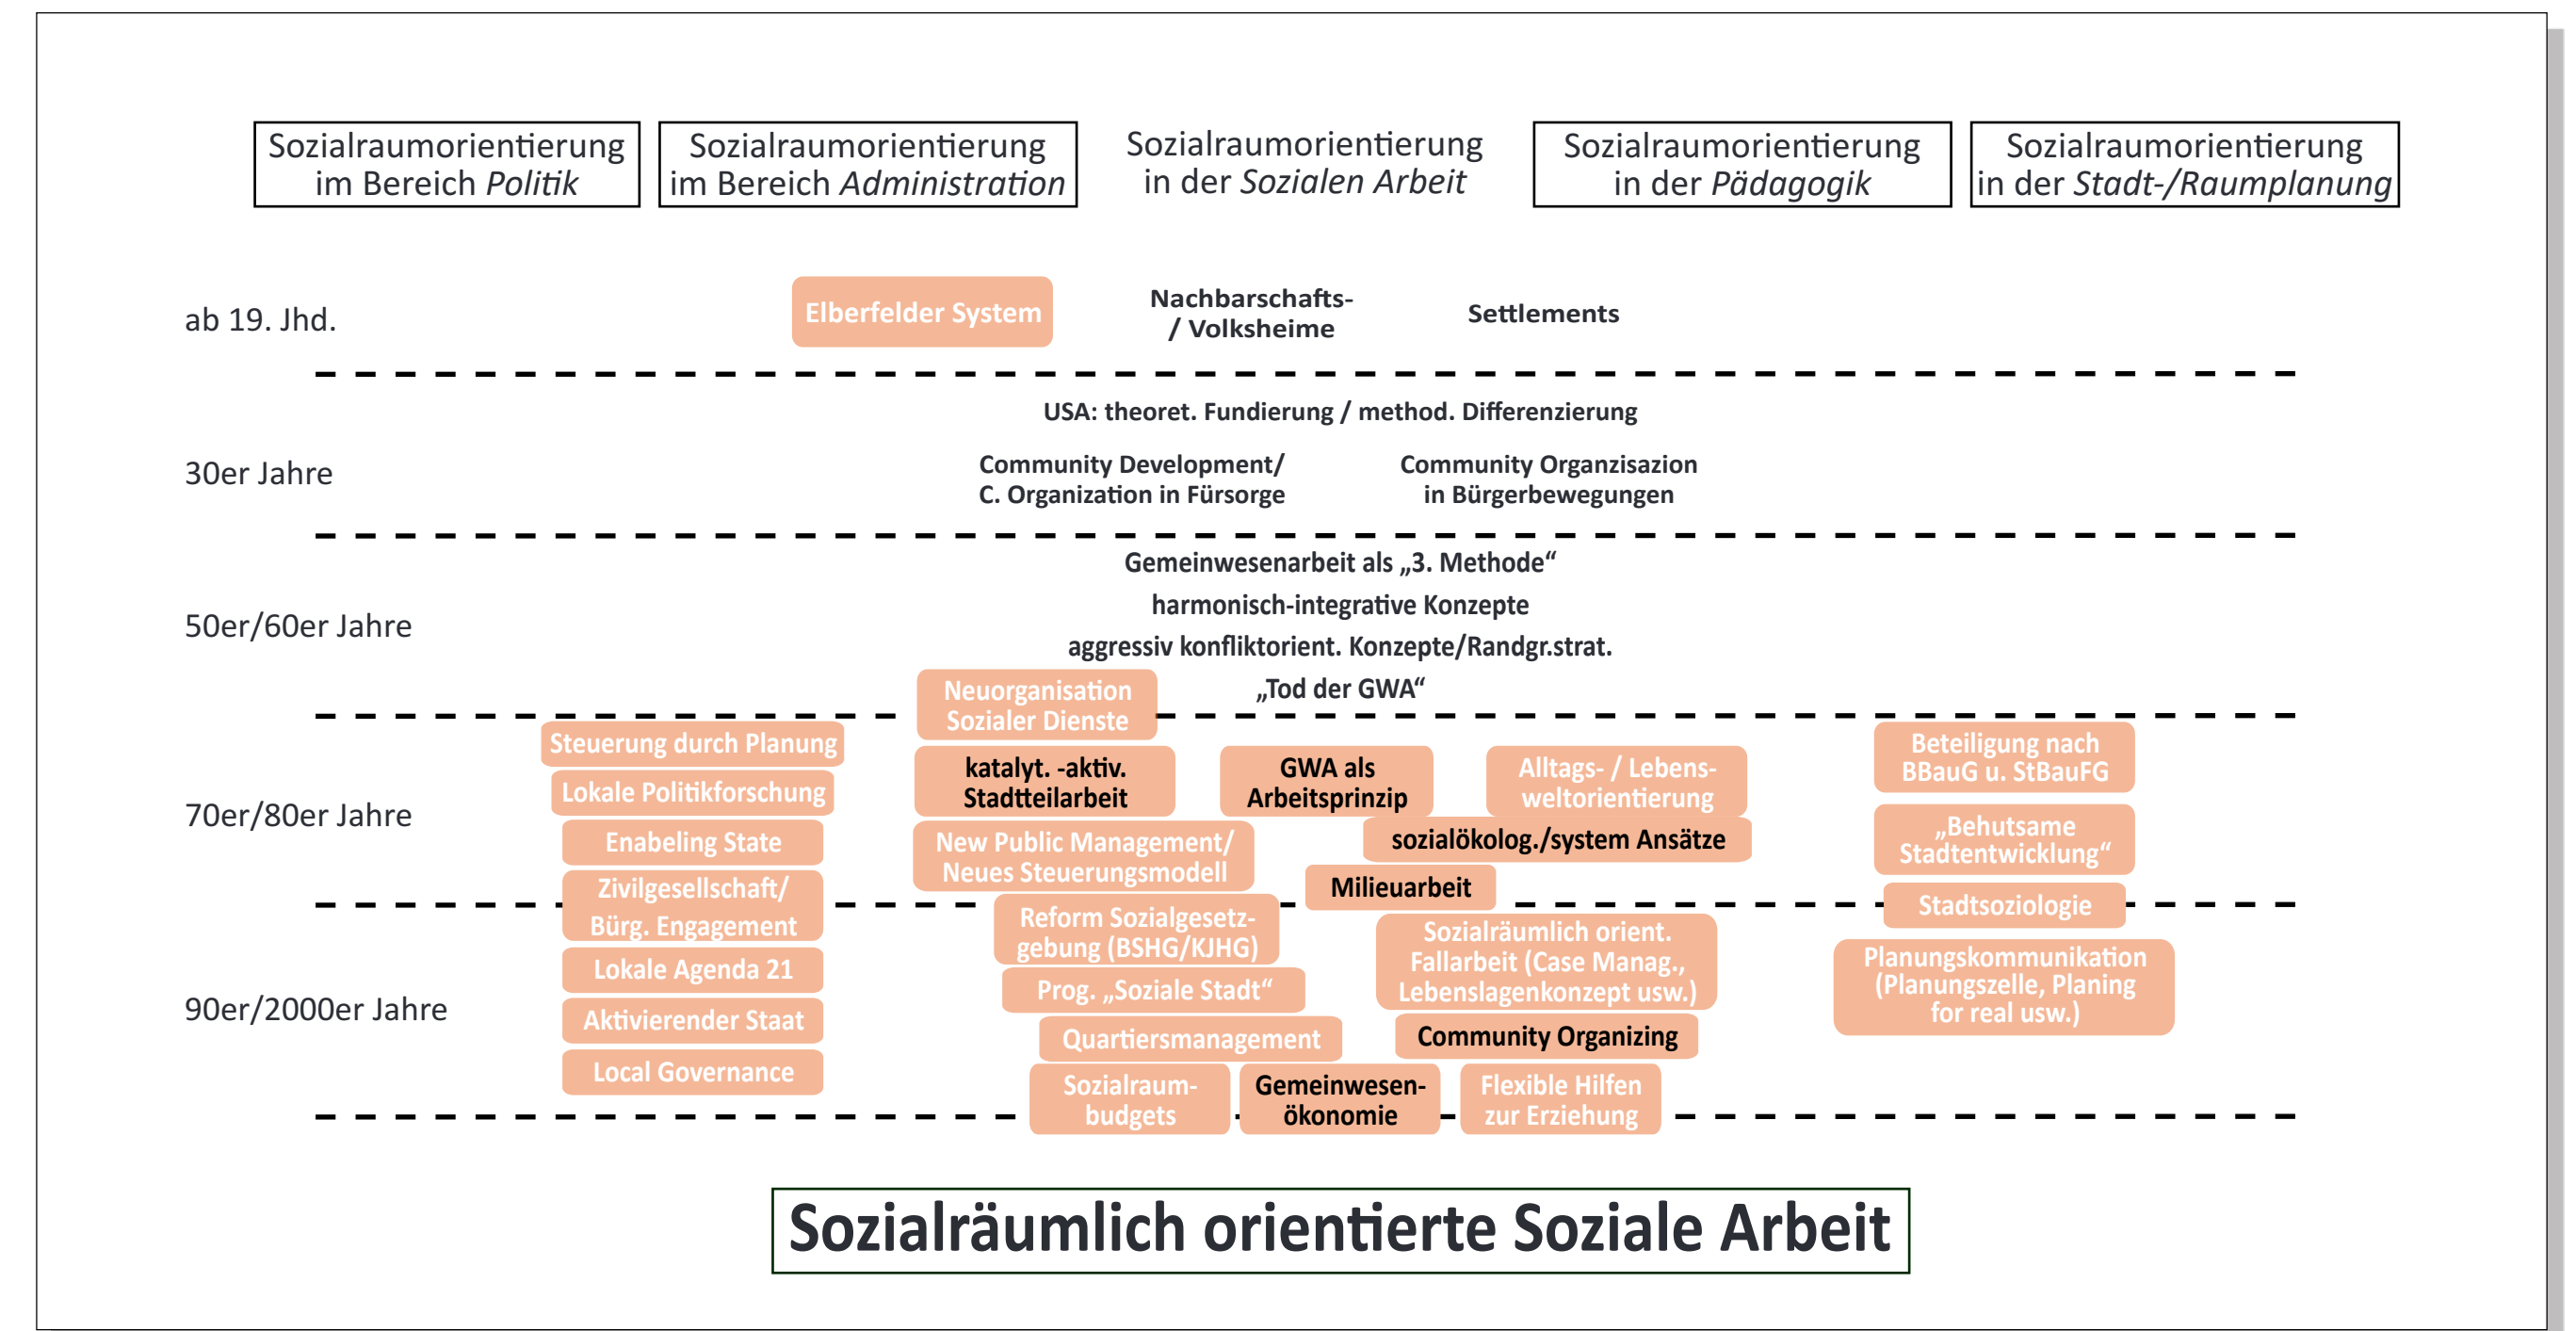 Sozialraumorientierung
im Bereich Politik
Sozialraumorientierung
im Bereich Administration
Sozialraumorientierung
in der Sozialen Arbeit
Sozialraumorientierung
in der Pädagogik
Sozialraumorientierung
in der Stadt-/Raumplanung
ab 19. Jhd.
Elberfelder System
Nachbarschafts-
/ Volksheime
Settlements
USA: theoret. Fundierung / method. Differenzierung
30er Jahre
Community Development/
C. Organization in Fürsorge
Community Organzisazion
in Bürgerbewegungen
Gemeinwesenarbeit als „3. Methode“
harmonisch-integrative Konzepte
50er/60er Jahre
aggressiv konfliktorient. Konzepte/Randgr.strat.
„Tod der GWA“
Neuorganisation
Sozialer Dienste
70er/80er Jahre
Steuerung durch Planung
Lokale Politikforschung
Enabeling State
Zivilgesellschaft/
Bürg. Engagement
katalyt. -aktiv.
Stadtteilarbeit
GWA als
Arbeitsprinzip
Alltags- / Lebens-
weltorientierung
New Public Management/
Neues Steuerungsmodell
sozialökolog./system Ansätze
Milieuarbeit
Beteiligung nach
BBauG u. StBauFG
„Behutsame
Stadtentwicklung“
Stadtsoziologie
90er/2000er Jahre
Lokale Agenda 21
Aktivierender Staat
Local Governance
Reform Sozialgesetz-
gebung (BSHG/KJHG)
Prog. „Soziale Stadt“
Quartiersmanagement
Sozialraum-
budgets
Gemeinwesen-
ökonomie
Sozialräumlich orient.
Fallarbeit (Case Manag.,
Lebenslagenkonzept usw.)
Community Organizing
Flexible Hilfen
zur Erziehung
Planungskommunikation
(Planungszelle, Planing
for real usw.)
Sozialräumlich orientierte Soziale Arbeit